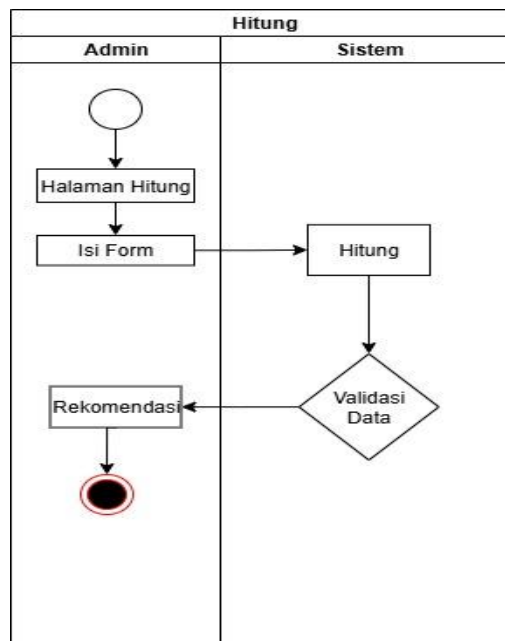 Hitung
Admin
Sistem
Halaman Hitung
Isi Form
Hitung
Validasi
Data
Rekomendasi